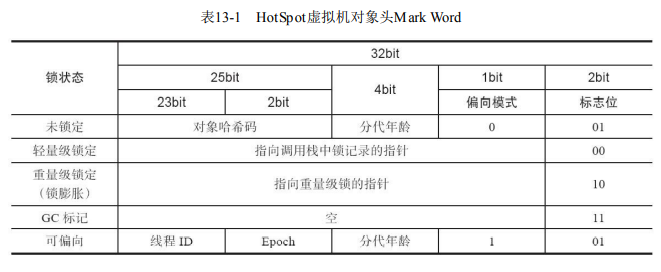 表13-1 HotSpot虚拟机对象头Mark Word
锁状态
32bit
25bit
4bit
1bit
2bit
23bit
2bit
偏向模式
标志位
未锁定 对象哈希码 分代年龄 0 01
轻量级锁定 指向调用栈中锁记录的指针 00
重量级锁定
（锁膨胀）
指向重量级锁的指针 10
GC 标记 空 11
可偏向 线程 ID Epoch 分代年龄 1 01